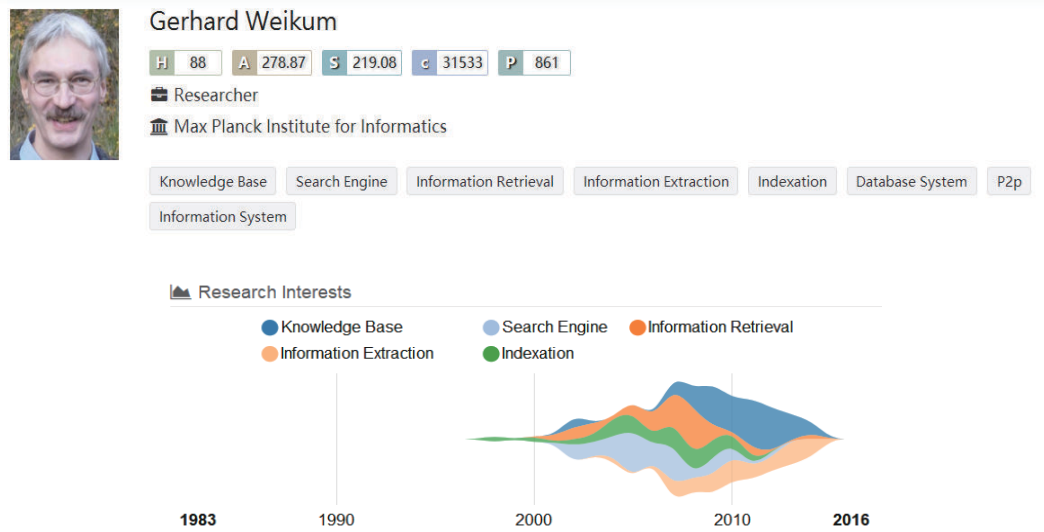 Gerhard Weikum
H 88 A 278.87 S 219.08 c 31533 P 861
Researcher
Max Planck Institute for Informatics
Knowledge Base Search Engine Information Retrieval Information Extraction Indexation Database System P2p
Information System
Research Interests
Knowledge Base Search Engine Information Retrieval
Information Extraction Indexation
1983 1990 2000 2010 2016